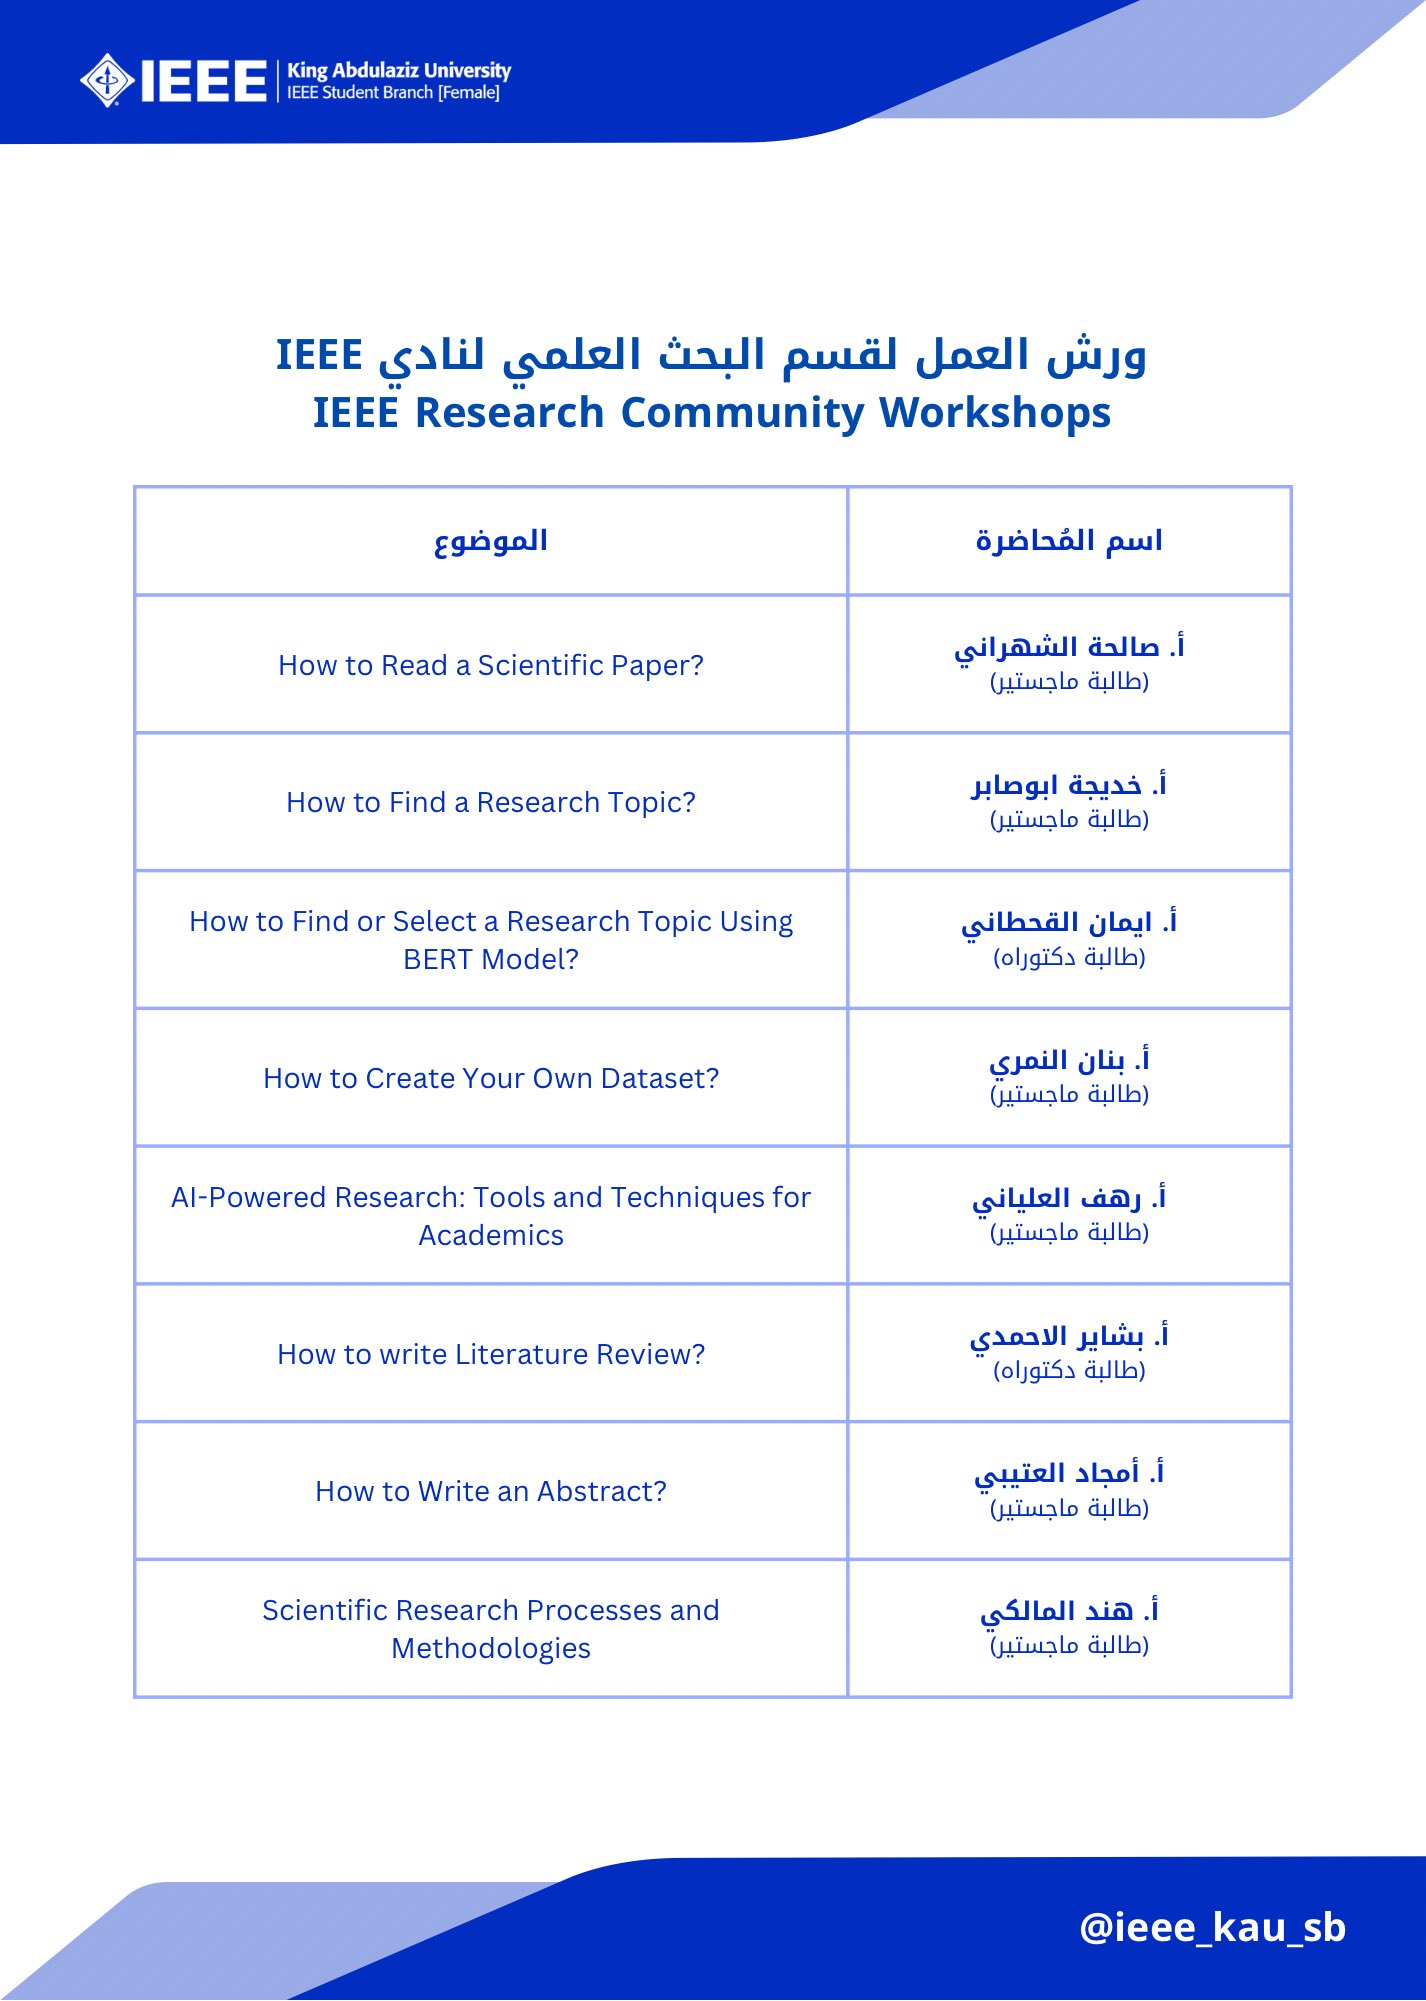 IEEE
King Abdulaziz University
IEEE Student Branch [Female]
ورش العمل لقسم البحث العلمي لنادي IEEE
IEEE Research Community Workshops
اسم المُحاضرة
الموضوع
أ. صالحة الشهراني
(طالبة ماجستير)
How to Read a Scientific Paper?
أ. خديجة ابوصابر
(طالبة ماجستير)
How to Find a Research Topic?
أ. ايمان القحطاني
(طالبة دكتوراه)
How to Find or Select a Research Topic Using
BERT Model?
أ. بنان النمري
(طالبة ماجستير)
How to Create Your Own Dataset?
أ. رهف العلياني
(طالبة ماجستير)
AI-Powered Research: Tools and Techniques for
Academics
أ. بشاير الاحمدي
(طالبة دكتوراه)
How to write Literature Review?
أ. أمجاد العتيبي
(طالبة ماجستير)
How to Write an Abstract?
أ. هند المالكي
(طالبة ماجستير)
Scientific Research Processes and
Methodologies
@ieee_kau_sb